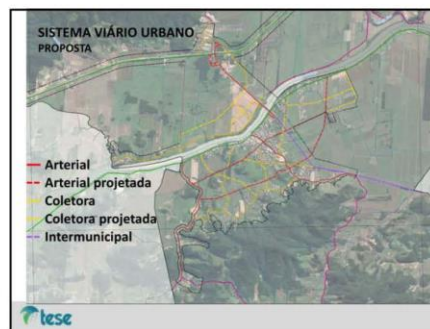 SISTEMA VIÁRIO URBANO
PROPOSTA
Arterial
Arterial projetada
Coletora
Coletora projetada
Intermunicipal
tese